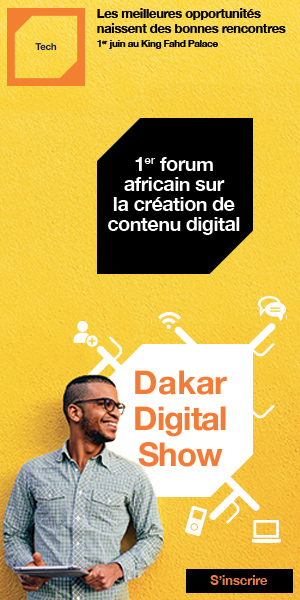 Tech
Les meilleures opportunités
naissent des bonnes rencontres
1er juin au King Fahd Palace
1er forum
africain sur
la création de
contenu digital
Dakar
Digital
Show
S'inscrire